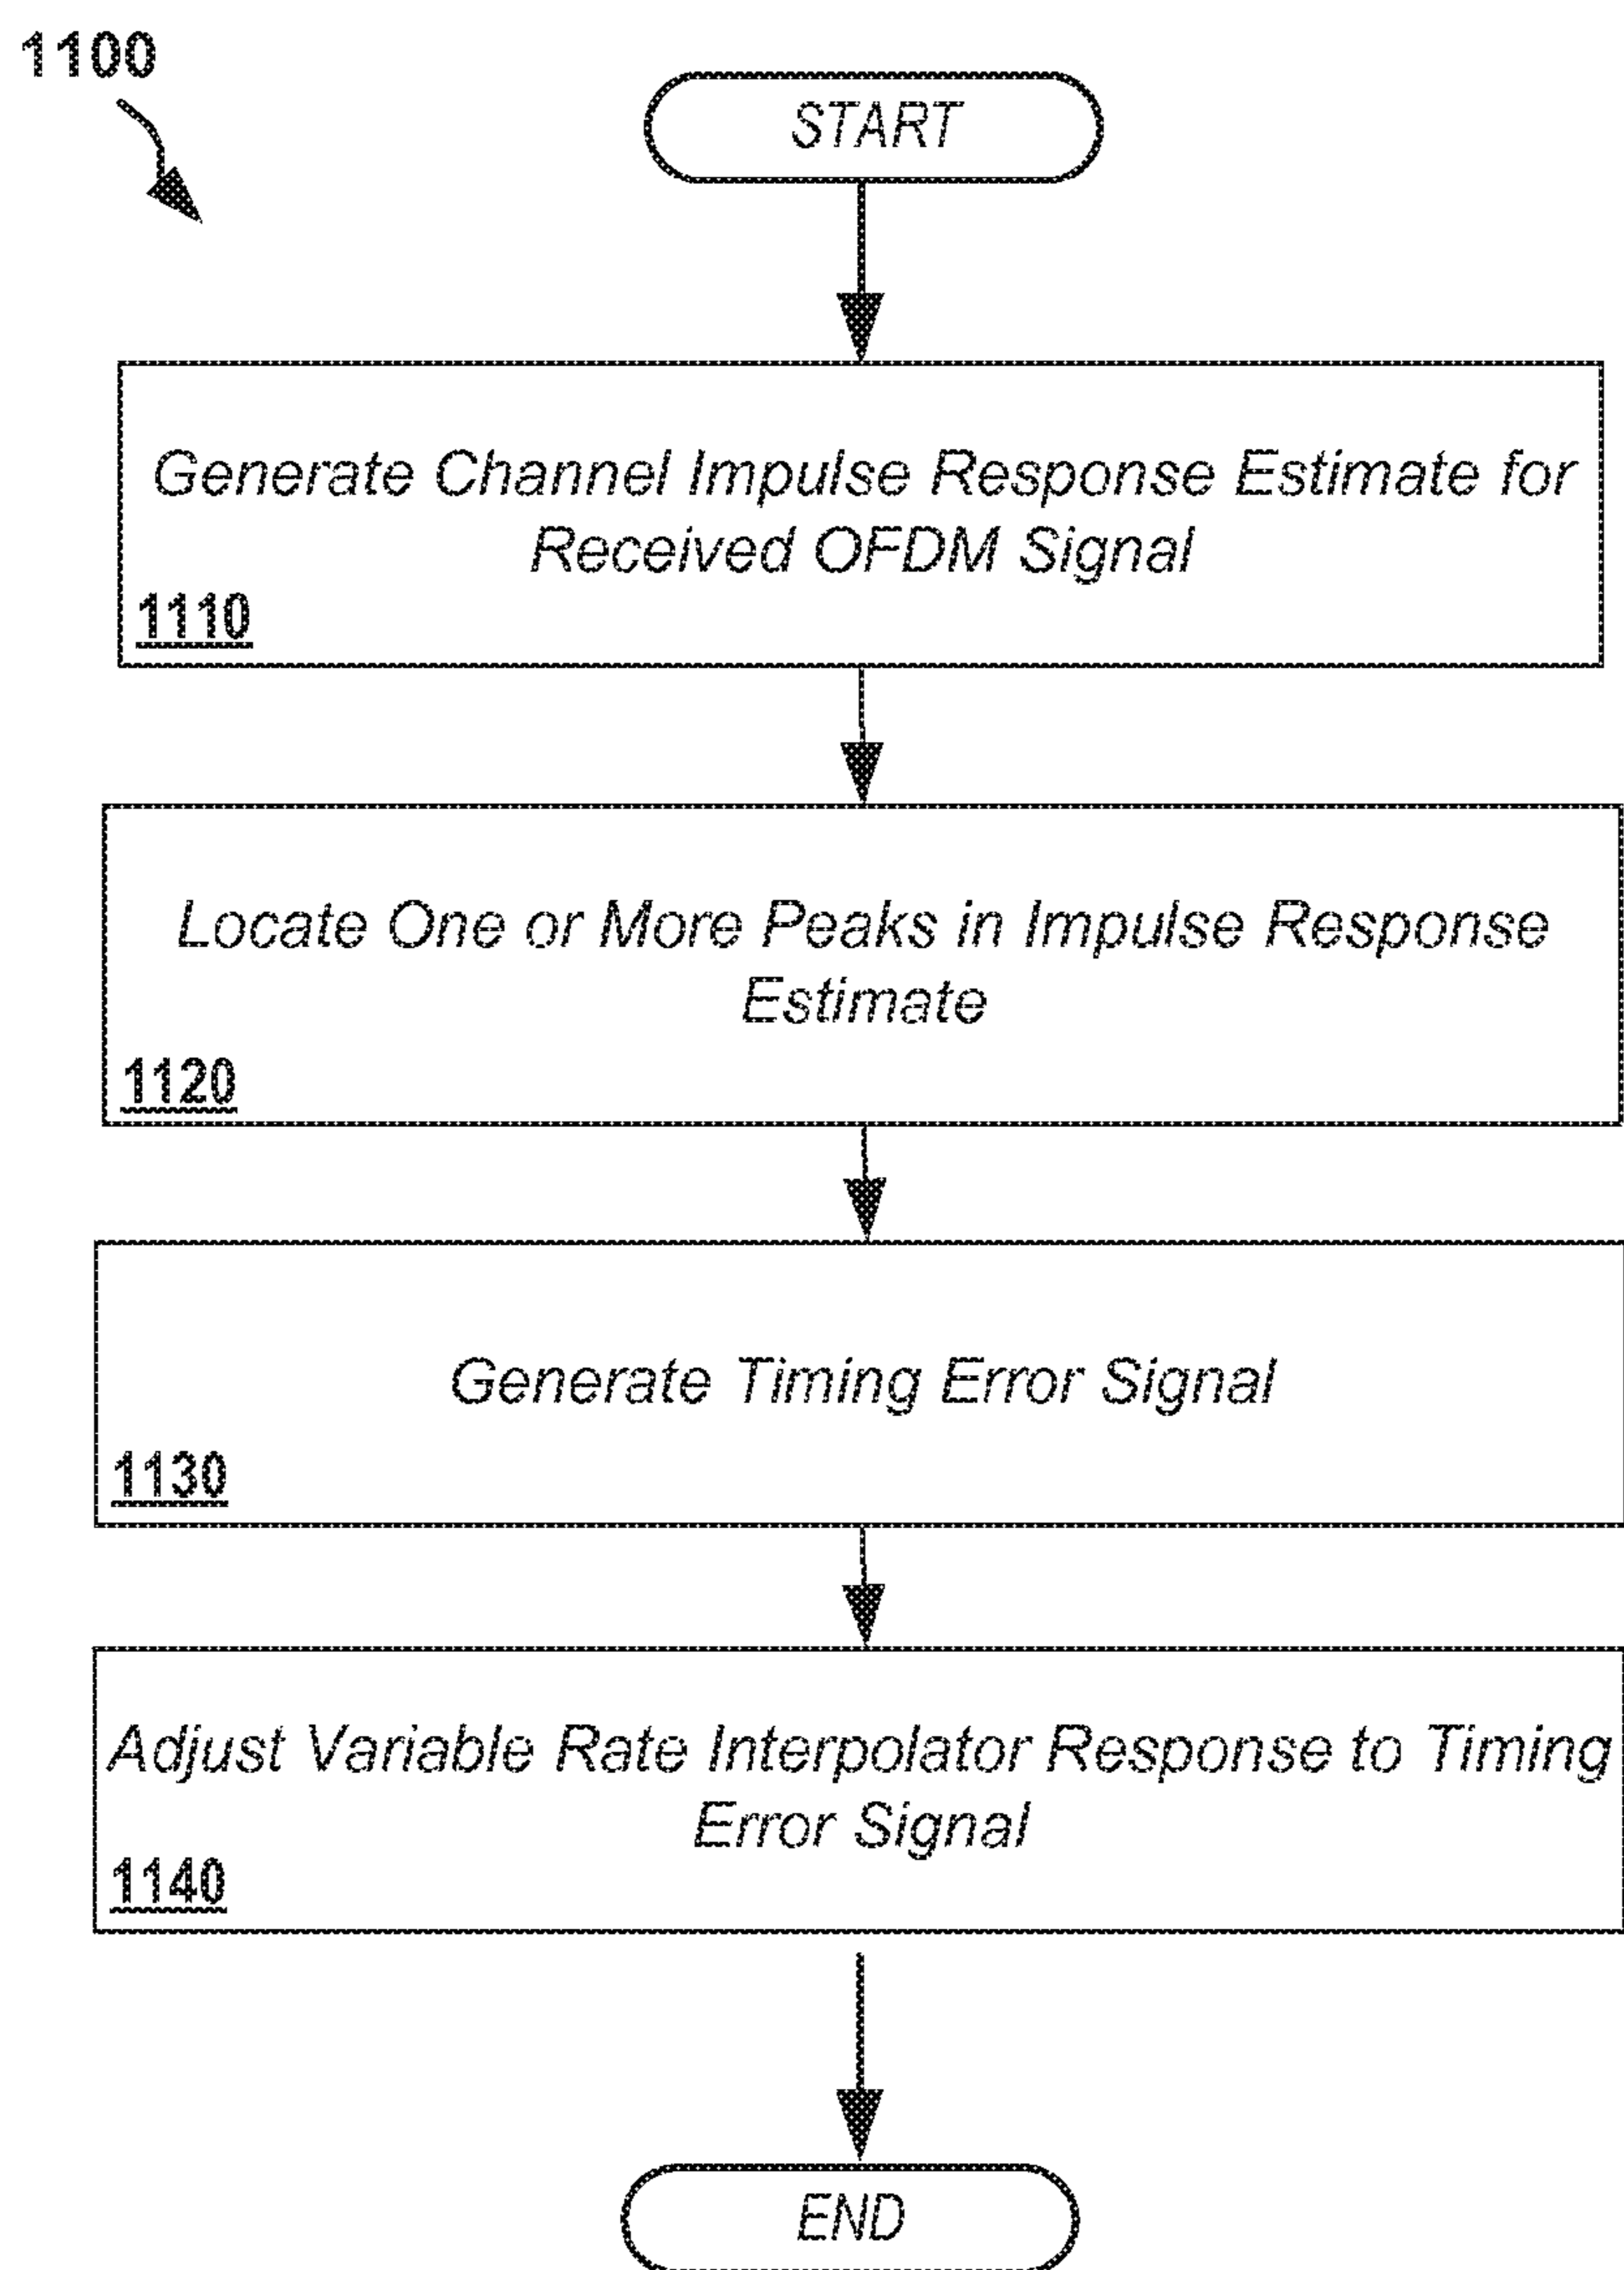 1100
START
Generate Channel Impulse Response Estimate for
Received OFDM Signal
1110
Locate One or More Peaks in Impulse Response
Estimate
1120
Generate Timing Error Signal
1130
Adjust Variable Rate Interpolator Response to Timing
Error Signal
1140
END